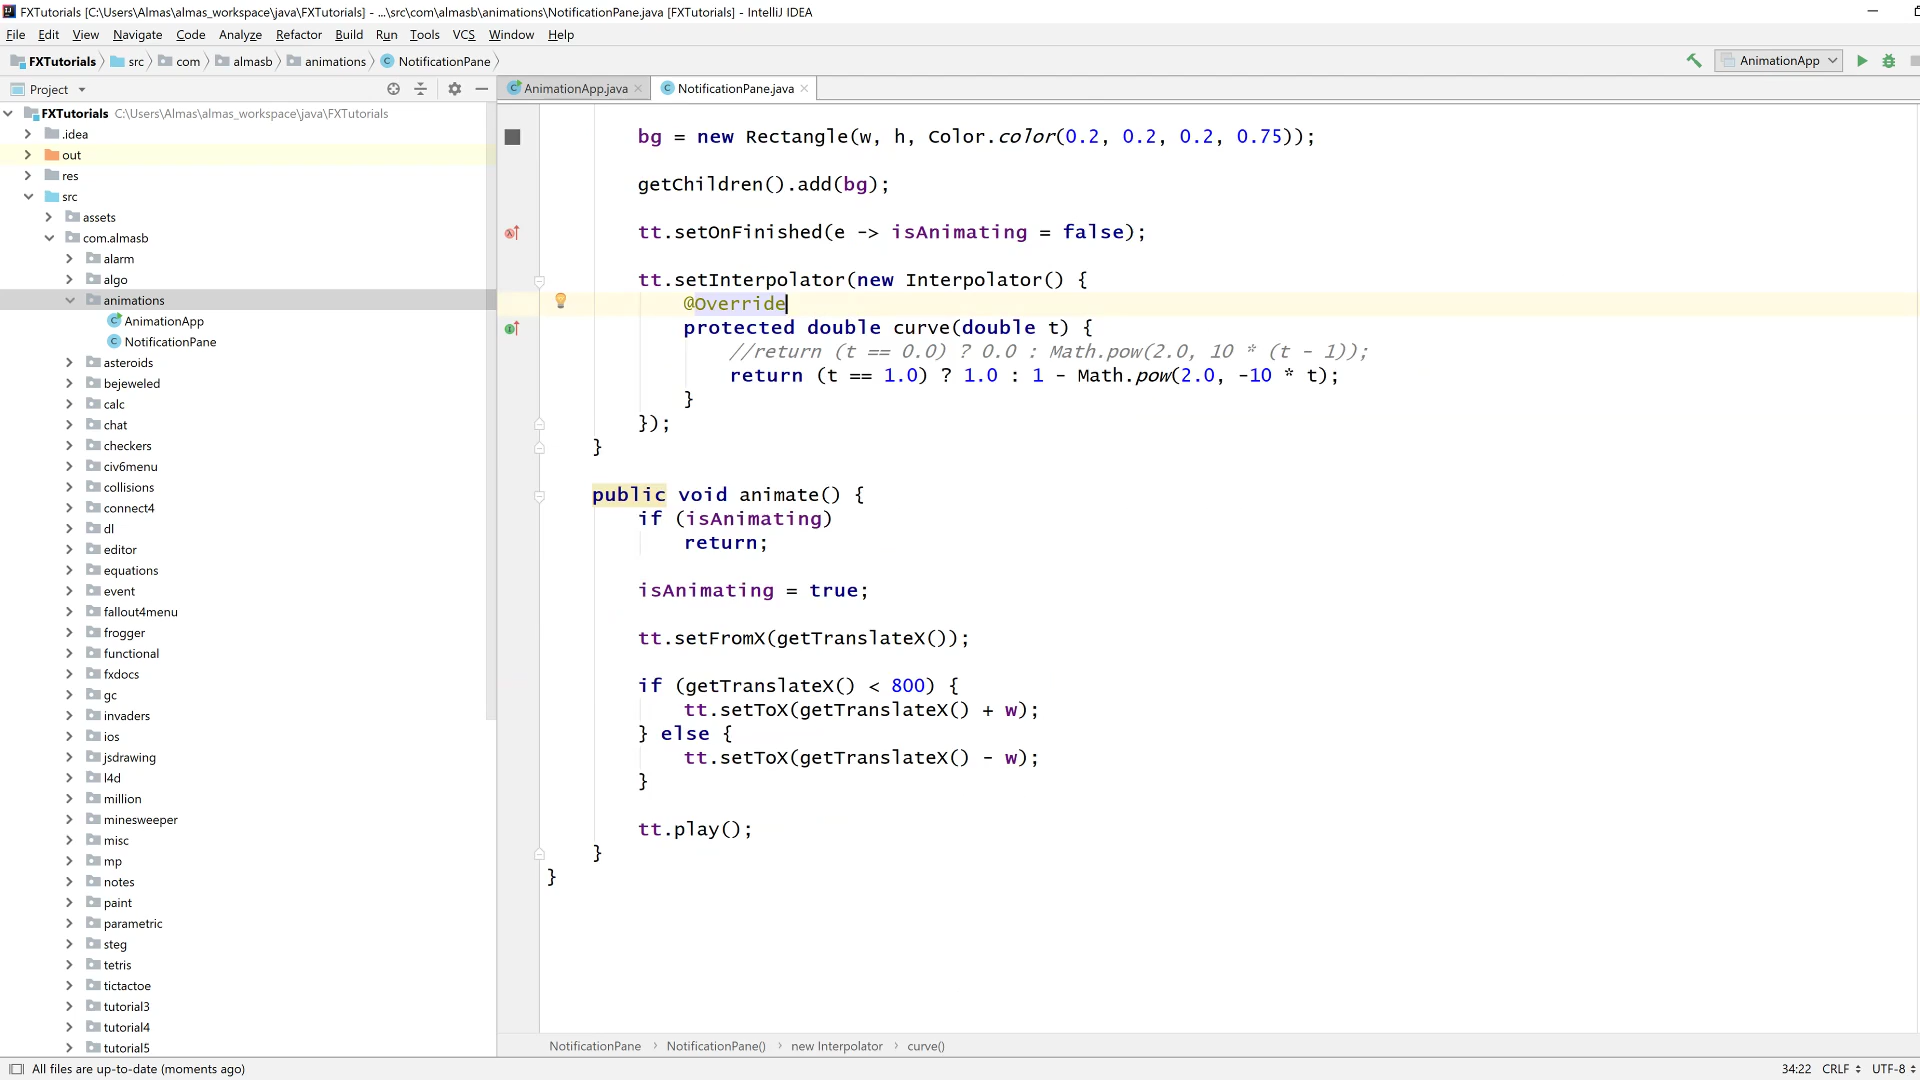 FXTutorials [C:\Users\Almas\almas_workspace\java\FXTutorials] - ...\src\com\almasb\animations\NotificationPane.java [FXTutorials] - IntelliJ IDEA
File Edit View Navigate Code Analyze Refactor Build Run Tools VCS Window Help
FXTutorials src com almasb animations NotificationPane
AnimationApp
Project
AnimationApp.java NotificationPane.java
FXTutorials C:\Users\Almas\almas_workspace\java\FXTutorials
.idea
out
res
src
assets
com.almasb
alarm
algo
animations
AnimationApp
NotificationPane
asteroids
bejeweled
calc
chat
checkers
civ6menu
collisions
connect4
dl
editor
equations
event
fallout4menu
frogger
functional
fxdocs
gc
invaders
ios
jsdrawing
l4d
million
minesweeper
misc
mp
notes
paint
parametric
steg
tetris
tictactoe
tutorial3
tutorial4
tutorial5
bg = new Rectangle(w, h, Color.color(0.2, 0.2, 0.2, 0.75));
getChildren().add(bg);
tt.setOnFinished(e -> isAnimating = false);
tt.setInterpolator(new Interpolator() {
@Override
protected double curve(double t) {
//return (t == 0.0) ? 0.0 : Math.pow(2.0, 10 * (t - 1));
return (t == 1.0) ? 1.0 : 1 - Math.pow(2.0, -10 * t);
}
});
}
public void animate() {
if (isAnimating)
return;
isAnimating = true;
tt.setFromX(getTranslateX());
if (getTranslateX() < 800) {
tt.setToX(getTranslateX() + w);
} else {
tt.setToX(getTranslateX() - w);
}
tt.play();
}
}
NotificationPane › NotificationPane() › new Interpolator › curve()
All files are up-to-date (moments ago)
34:22 CRLF UTF-8